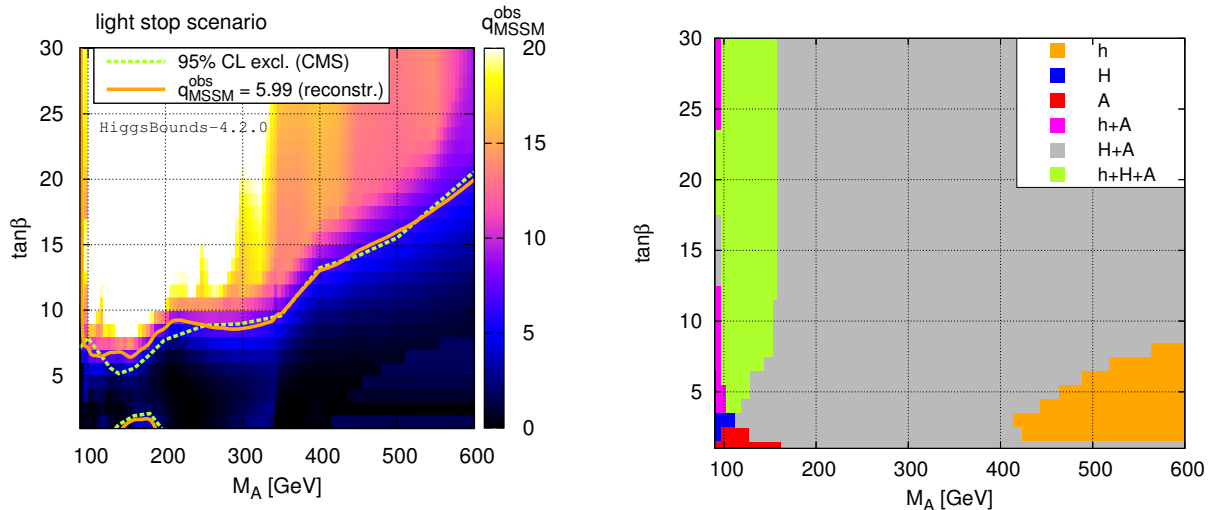 light stop scenario
q^obs_MSSM
95% CL excl. (CMS)
q^obs_MSSM = 5.99 (reconstr.)
HiggsBounds-4.2.0
30
25
20
15
10
5
tanβ
100 200 300 400 500 600
M_A [GeV]
20
15
10
5
0
h
H
A
h+A
H+A
h+H+A
30
25
20
15
10
5
tanβ
100 200 300 400 500 600
M_A [GeV]